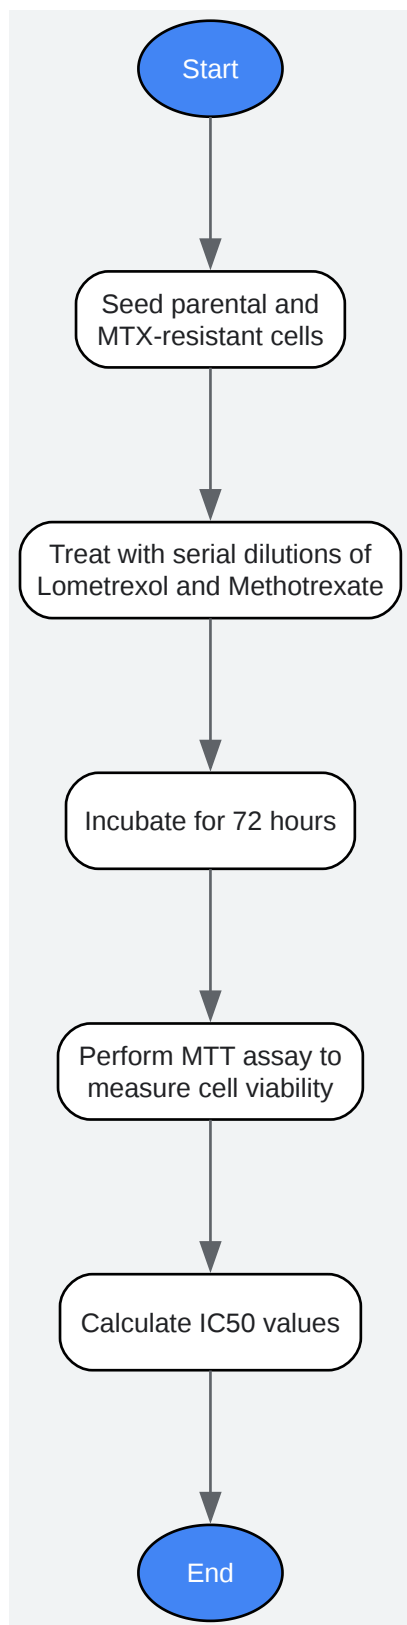 Start
Seed parental and
MTX-resistant cells
Treat with serial dilutions of
Lometrexol and Methotrexate
Incubate for 72 hours
Perform MTT assay to
measure cell viability
Calculate IC50 values
End